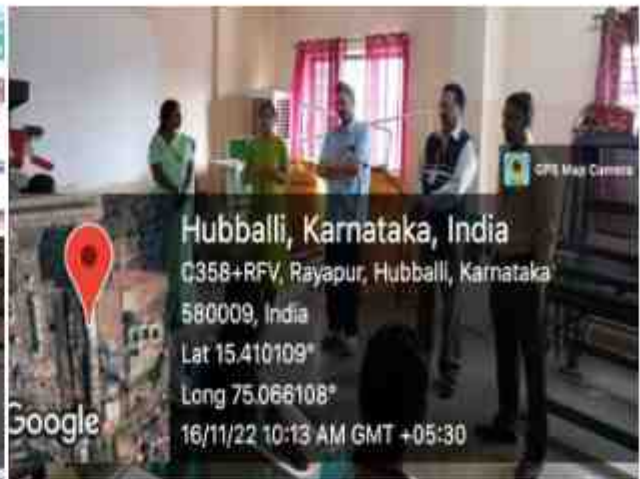 GPS Map Camera
Hubballi, Karnataka, India
C358+RFV, Rayapur, Hubballi, Karnataka
580009, India
Lat 15.410109°
Long 75.066108°
16/11/22 10:13 AM GMT +05:30
Google